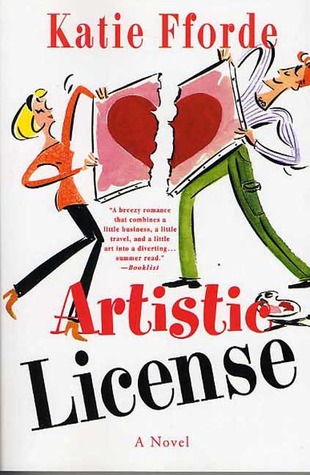 Katie Fforde
"A breezy romance
that combines a
little business, a little
travel, and a little
art into a diverting...
summer read."
—Booklist
Artistic
License
A Novel